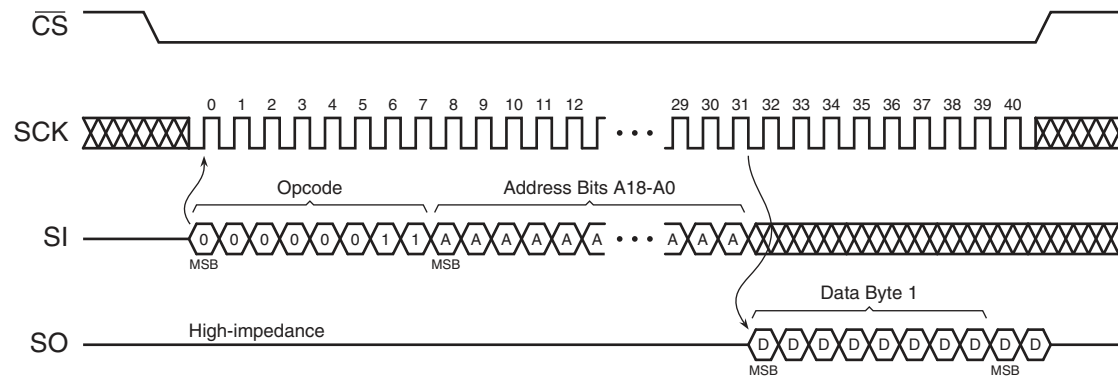 CS
0 1 2 3 4 5 6 7 8 9 10 11 12 29 30 31 32 33 34 35 36 37 38 39 40
SCK
Opcode Address Bits A18-A0
SI 0 0 0 0 0 0 1 1 A A A A A A A A A
MSB MSB
Data Byte 1
High-impedance
SO D D D D D D D D D D
MSB MSB